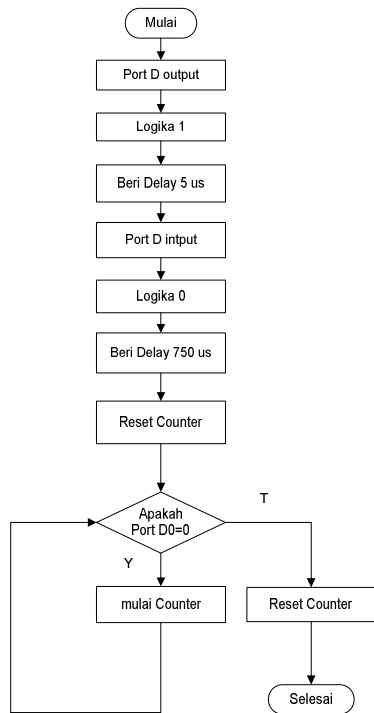 Mulai
Port D output
Logika 1
Beri Delay 5 us
Port D intput
Logika 0
Beri Delay 750 us
Reset Counter
Apakah
Port D0=0
T
Y
mulai Counter
Reset Counter
Selesai